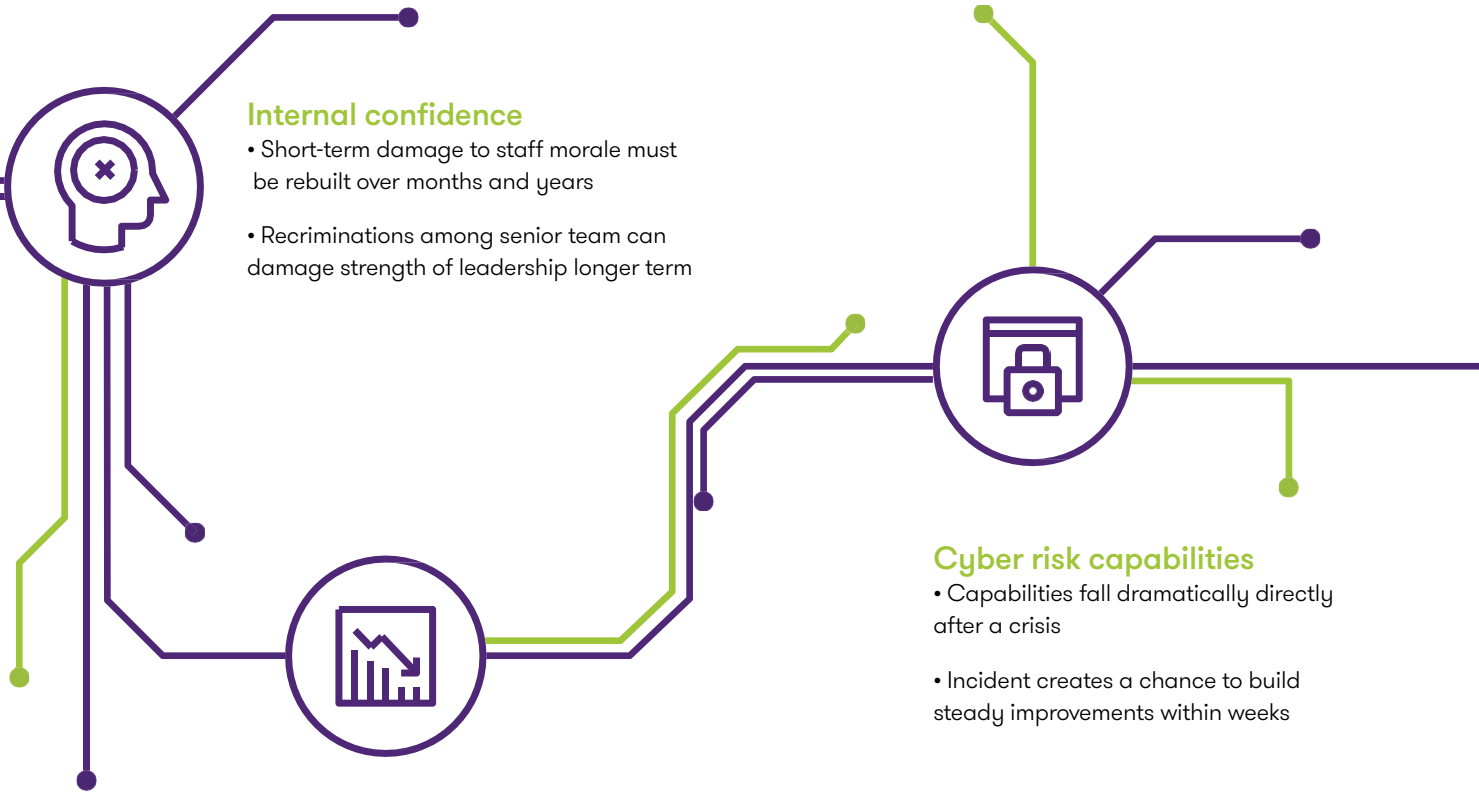 Internal confidence
• Short-term damage to staff morale must
be rebuilt over months and years
• Recriminations among senior team can
damage strength of leadership longer term
Cyber risk capabilities
• Capabilities fall dramatically directly
after a crisis
• Incident creates a chance to build
steady improvements within weeks